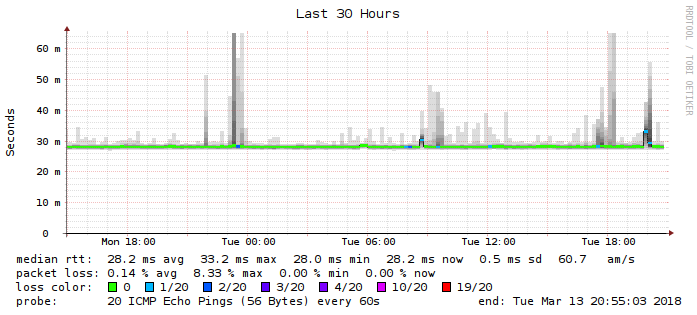 Last 30 Hours
RRDTOOL / TOBI OETIKER
Seconds
60 m
50 m
40 m
30 m
20 m
10 m
0
Mon 18:00 Tue 00:00 Tue 06:00 Tue 12:00 Tue 18:00
median rtt: 28.2 ms avg 33.2 ms max 28.0 ms min 28.2 ms now 0.5 ms sd 60.7 am/s
packet loss: 0.14 % avg 8.33 % max 0.00 % min 0.00 % now
loss color: 0 1/20 2/20 3/20 4/20 10/20 19/20
probe: 20 ICMP Echo Pings (56 Bytes) every 60s end: Tue Mar 13 20:55:03 2018